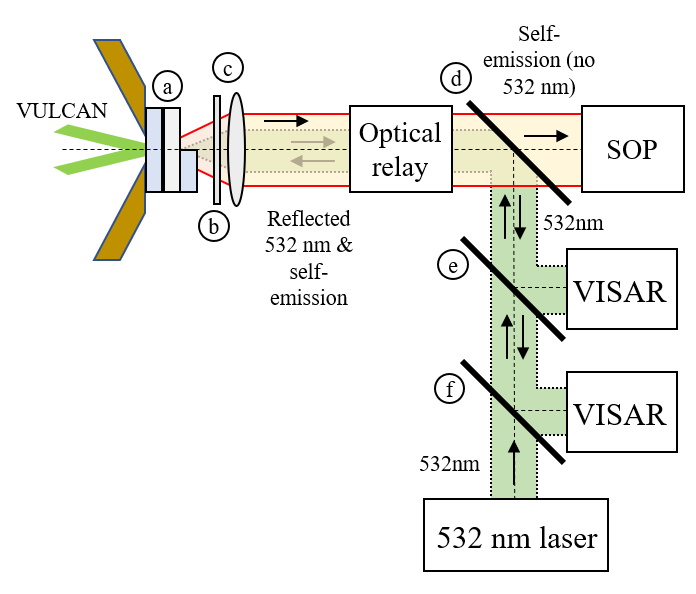 Self-
emission (no
532 nm)
d
c
a
VULCAN
Optical
relay
SOP
b
Reflected
532 nm &
self-
emission
532nm
e
VISAR
f
VISAR
532nm
532 nm laser